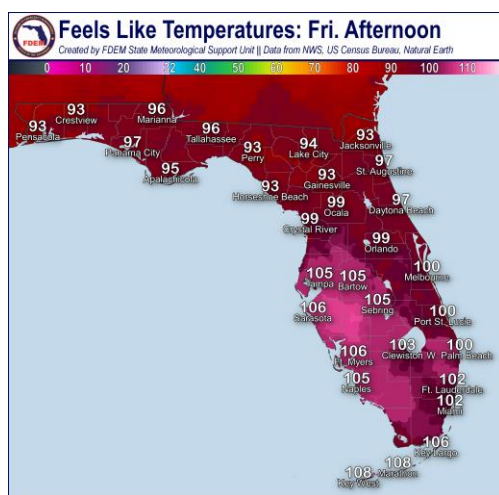 FDEM
Feels Like Temperatures: Fri. Afternoon
Created by FDEM State Meteorological Support Unit || Data from NWS, US Census Bureau, Natural Earth
0 10 20 32 40 50 60 70 80 90 100 110
93
Crestview
96
Marianna
93
Pensacola
97
Panama City
96
Tallahassee
95
Apalachicola
93
Perry
94
Lake City
93
Jacksonville
97
St. Augustine
93
Horseshoe Beach
93
Gainesville
99
Ocala
97
Daytona Beach
99
Crystal River
99
Orlando
100
Melbourne
105
Tampa
105
Bartow
105
Sebring
106
Sarasota
100
Port St. Lucie
106
Ft. Myers
103
Clewiston W
100
Palm Beach
105
Naples
102
Ft. Lauderdale
102
Miami
106
Key Largo
108
Marathon
108
Key West